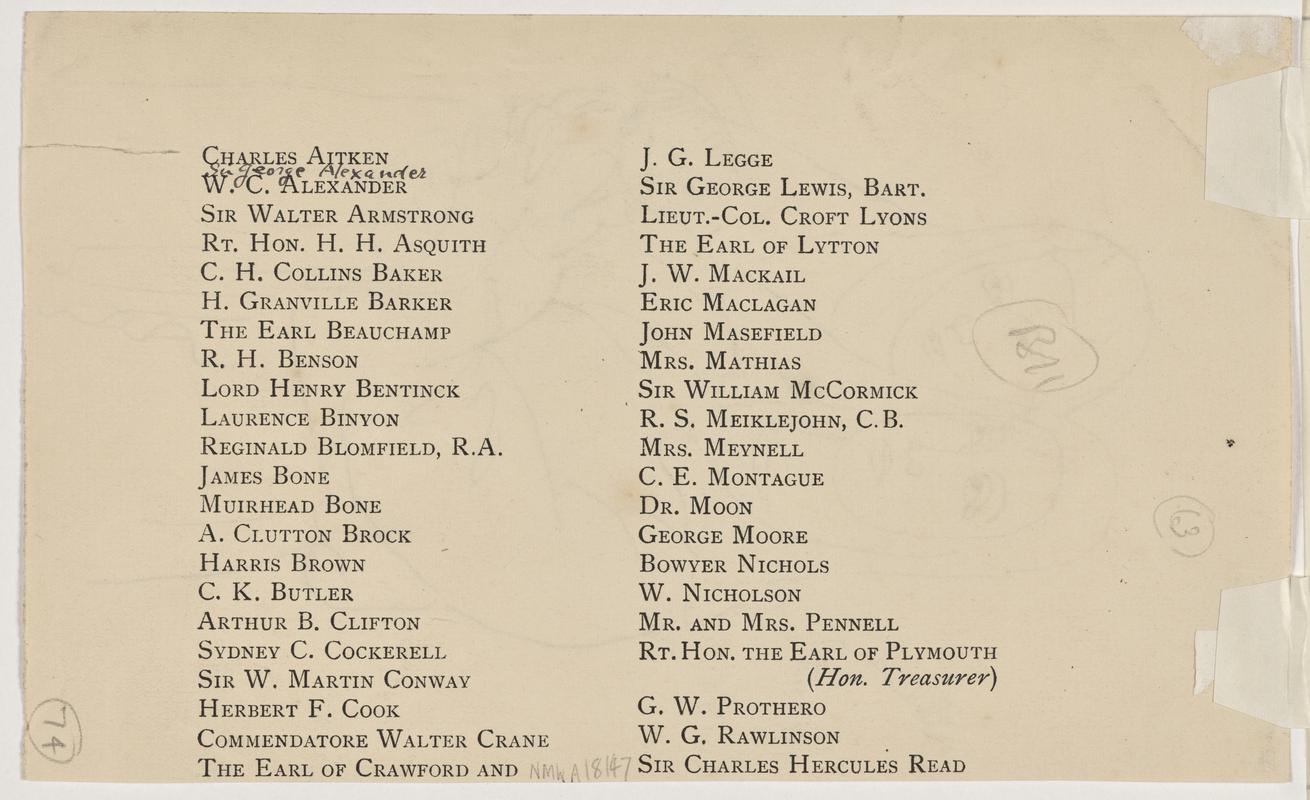 CHARLES AITKEN
Sir George Alexander
W. C. ALEXANDER
SIR WALTER ARMSTRONG
RT. HON. H. H. ASQUITH
C. H. COLLINS BAKER
H. GRANVILLE BARKER
THE EARL BEAUCHAMP
R. H. BENSON
LORD HENRY BENTINCK
LAURENCE BINYON
REGINALD BLOMFIELD, R.A.
JAMES BONE
MUIRHEAD BONE
A. CLUTTON BROCK
HARRIS BROWN
C. K. BUTLER
ARTHUR B. CLIFTON
SYDNEY C. COCKERELL
SIR W. MARTIN CONWAY
HERBERT F. COOK
COMMENDATORE WALTER CRANE
THE EARL OF CRAWFORD AND
NMWA18147
J. G. LEGGE
SIR GEORGE LEWIS, BART.
LIEUT.-COL. CROFT LYONS
THE EARL OF LYTTON
J. W. MACKAIL
ERIC MACLAGAN
JOHN MASEFIELD
MRS. MATHIAS
SIR WILLIAM MCCORMICK
R. S. MEIKLEJOHN, C.B.
MRS. MEYNELL
C. E. MONTAGUE
DR. MOON
GEORGE MOORE
BOWYER NICHOLS
W. NICHOLSON
MR. AND MRS. PENNELL
RT. HON. THE EARL OF PLYMOUTH
(Hon. Treasurer)
G. W. PROTHERO
W. G. RAWLINSON
SIR CHARLES HERCULES READ
74